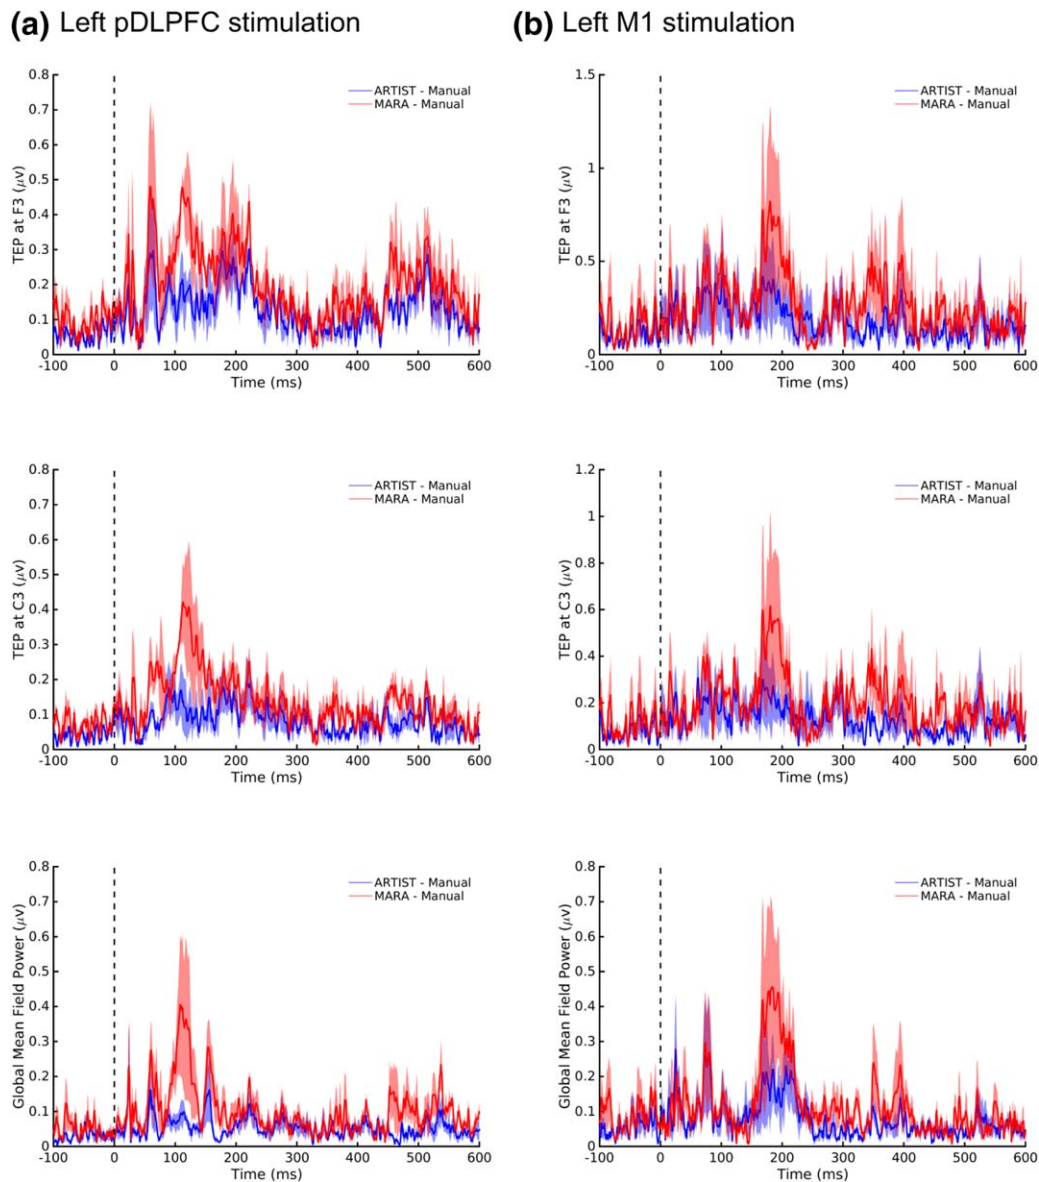 (a) Left pDLPFC stimulation
(b) Left M1 stimulation
0.8
0.7
0.6
0.5
0.4
0.3
0.2
0.1
0
TEP at F3 (μv)
ARTIST - Manual
MARA - Manual
-100 0 100 200 300 400 500 600
Time (ms)
1.5
1
0.5
0
TEP at F3 (μv)
ARTIST - Manual
MARA - Manual
-100 0 100 200 300 400 500 600
Time (ms)
0.8
0.7
0.6
0.5
0.4
0.3
0.2
0.1
0
TEP at C3 (μv)
ARTIST - Manual
MARA - Manual
-100 0 100 200 300 400 500 600
Time (ms)
1.2
1
0.8
0.6
0.4
0.2
0
TEP at C3 (μv)
ARTIST - Manual
MARA - Manual
-100 0 100 200 300 400 500 600
Time (ms)
0.8
0.7
0.6
0.5
0.4
0.3
0.2
0.1
0
Global Mean Field Power (μv)
ARTIST - Manual
MARA - Manual
-100 0 100 200 300 400 500 600
Time (ms)
0.8
0.7
0.6
0.5
0.4
0.3
0.2
0.1
0
Global Mean Field Power (μv)
ARTIST - Manual
MARA - Manual
-100 0 100 200 300 400 500 600
Time (ms)